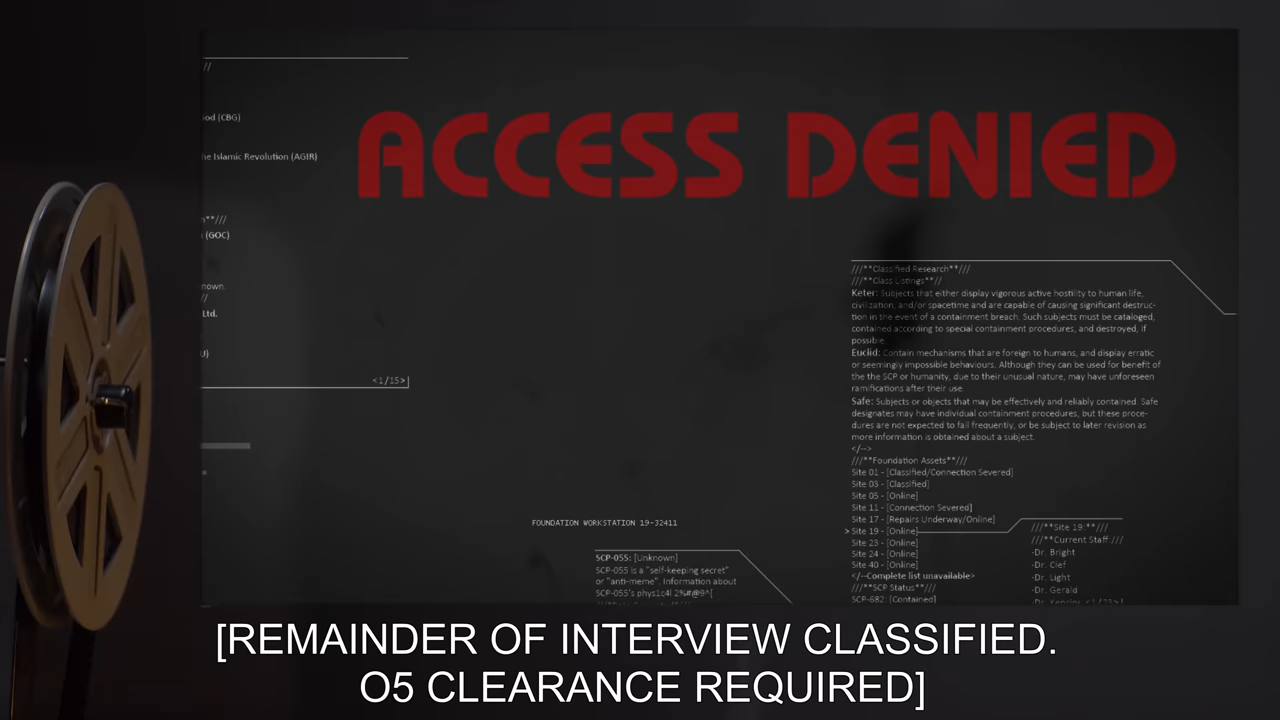 //
ACCESS DENIED
iod (CBG)
he Islamic Revolution (AGIR)
**///
(GOC)
nown.
//
Ltd.
U)
<1/15>]
///**Classified Research**///
///**Class Listings**//
Keter: Subjects that either display vigorous active hostility to human life,
civilization, and/or spacetime and are capable of causing significant destruc-
tion in the event of a containment breach. Such subjects must be cataloged,
contained according to special containment procedures, and destroyed, if
possible.
Euclid: Contain mechanisms that are foreign to humans, and display erratic
or seemingly impossible behaviours. Although they can be used for benefit of
the the SCP or humanity, due to their unusual nature, may have unforeseen
ramifications after their use.
Safe: Subjects or objects that may be effectively and reliably contained. Safe
designates may have individual containment procedures, but these proce-
dures are not expected to fail frequently, or be subject to later revision as
more information is obtained about a subject.
</-->
///**Foundation Assets**///
Site 01 - [Classified/Connection Severed]
Site 03 - [Classified]
Site 05 - [Online]
Site 11 - [Connection Severed]
Site 17 - [Repairs Underway/Online]
> Site 19 - [Online]
Site 23 - [Online]
Site 24 - [Online]
Site 40 - [Online]
</--Complete list unavailable>
///**SCP Status**///
SCP-682: [Contained]
///**Site 19:**///
///**Current Staff:///
-Dr. Bright
-Dr. Clef
-Dr. Light
-Dr. Gerald
FOUNDATION WORKSTATION 19-32411
SCP-055: [Unknown]
SCP-055 is a "self-keeping secret"
or "anti-meme". Information about
SCP-055's phys1c4l 2%#@9^[
[REMAINDER OF INTERVIEW CLASSIFIED.
O5 CLEARANCE REQUIRED]